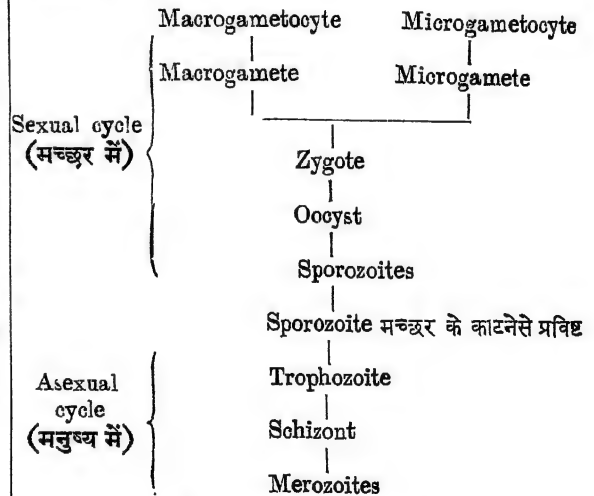 Macrogametocyte Microgametocyte
Macrogamete Microgamete
Sexual cycle
(मच्छर में)
Zygote
Oocyst
Sporozoites
Sporozoite मच्छर के काटनेसे प्रविष्ट
Asexual
cycle
(मनुष्य में)
Trophozoite
Schizont
Merozoites